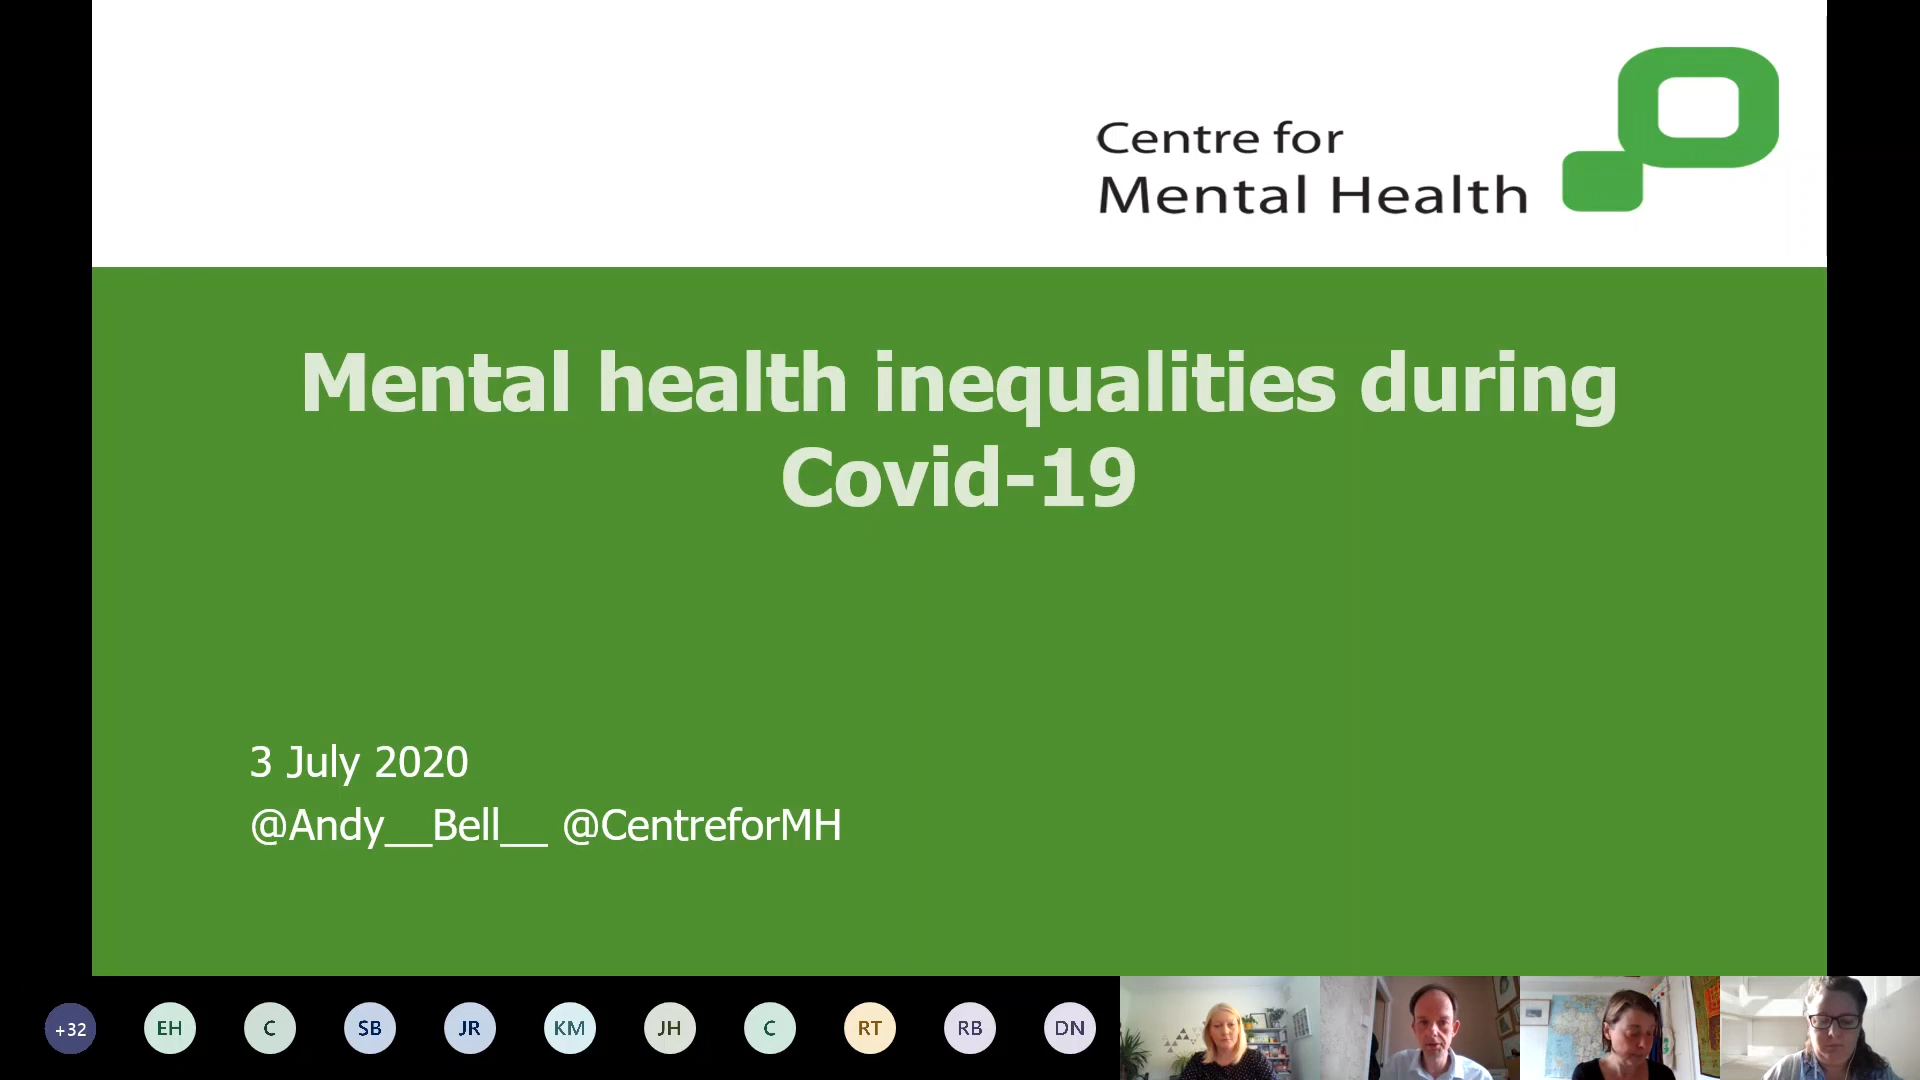 Centre for
Mental Health
Mental health inequalities during
Covid-19
3 July 2020
@Andy__Bell__ @CentreforMH
+32 EH C SB JR KM JH C RT RB DN